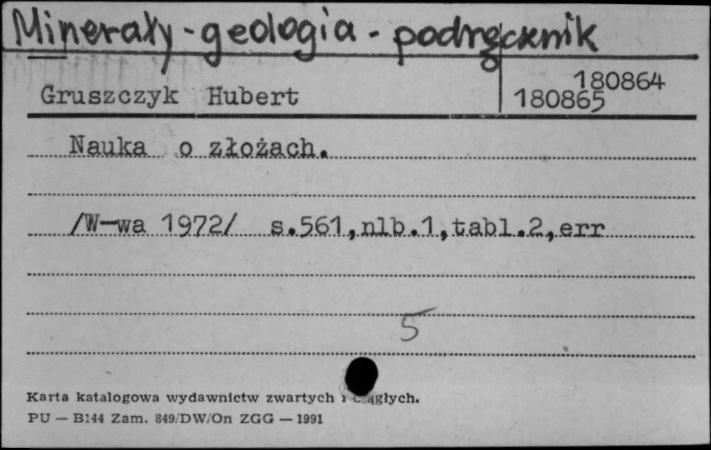 Minerały - geologia - podręcznik
180864
Gruszczyk Hubert 180865
Nauka o złożach.
/W-wa 1972/ s.561,nlb.1,tabl.2,err
5
Karta katalogowa wydawnictw zwartych i ciągłych.
PU — B144 Zam. 849/DW/On ZGG — 1991